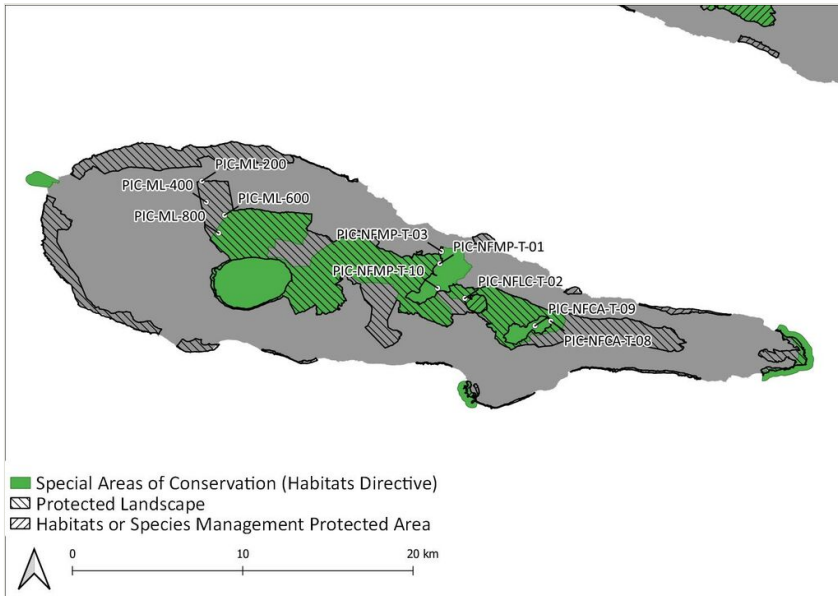 PIC-ML-200
PIC-ML-400
PIC-ML-600
PIC-ML-800
PIC-NFMP-T-03
PIC-NFMP-T-01
PIC-NFMP-T-10
PIC-NFLC-T-02
PIC-NFCA-T-09
PIC-NFCA-T-08
Special Areas of Conservation (Habitats Directive)
Protected Landscape
Habitats or Species Management Protected Area
0 10 20 km